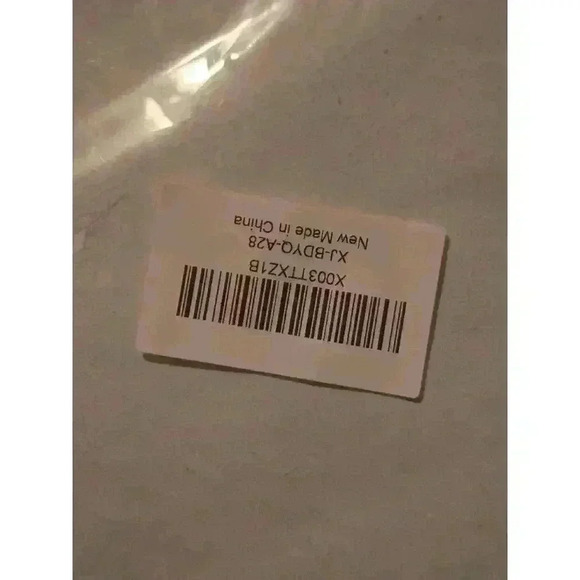 X003TTXZ1B
XJ-BDYQ-A28
New Made in China